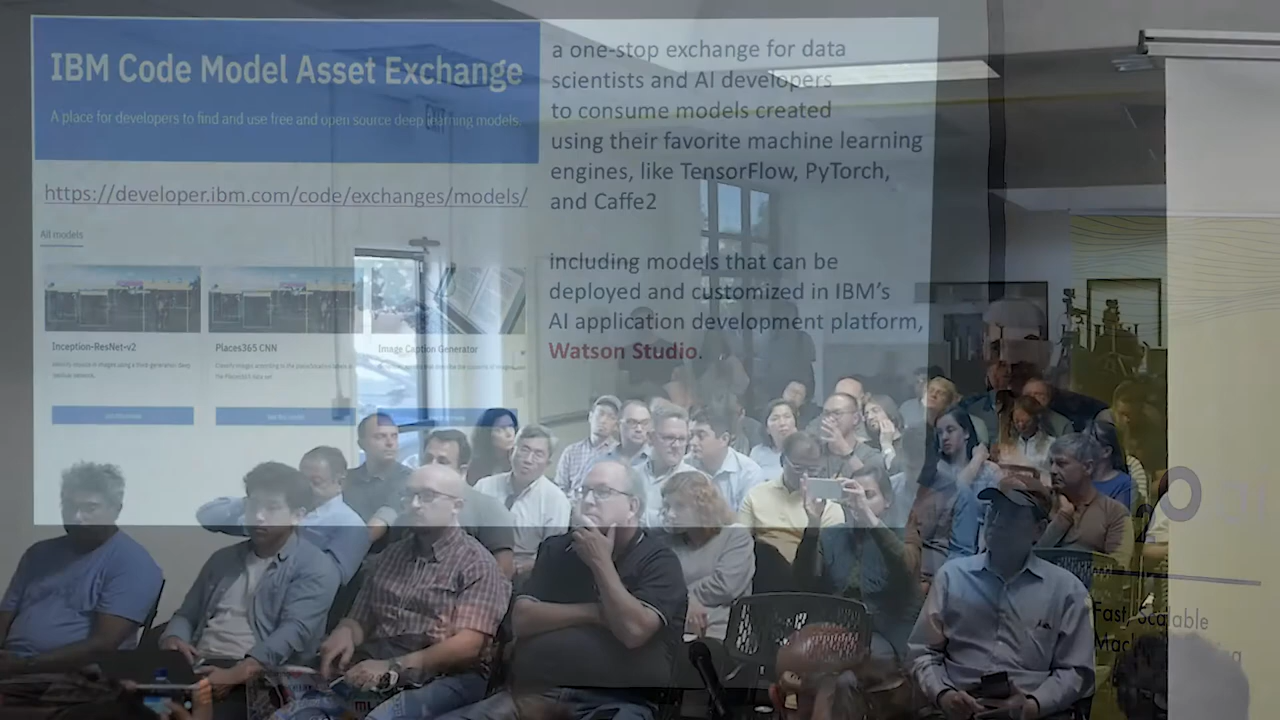 IBM Code Model Asset Exchange
A place for developers to find and use free and open source deep learning models.
https://developer.ibm.com/code/exchanges/models/
All models
Inception-ResNet-v2
Places365 CNN
Image Caption Generator
a one-stop exchange for data
scientists and AI developers
to consume models created
using their favorite machine learning
engines, like TensorFlow, PyTorch,
and Caffe2
including models that can be
deployed and customized in IBM's
AI application development platform,
Watson Studio.
Fast, Scalable